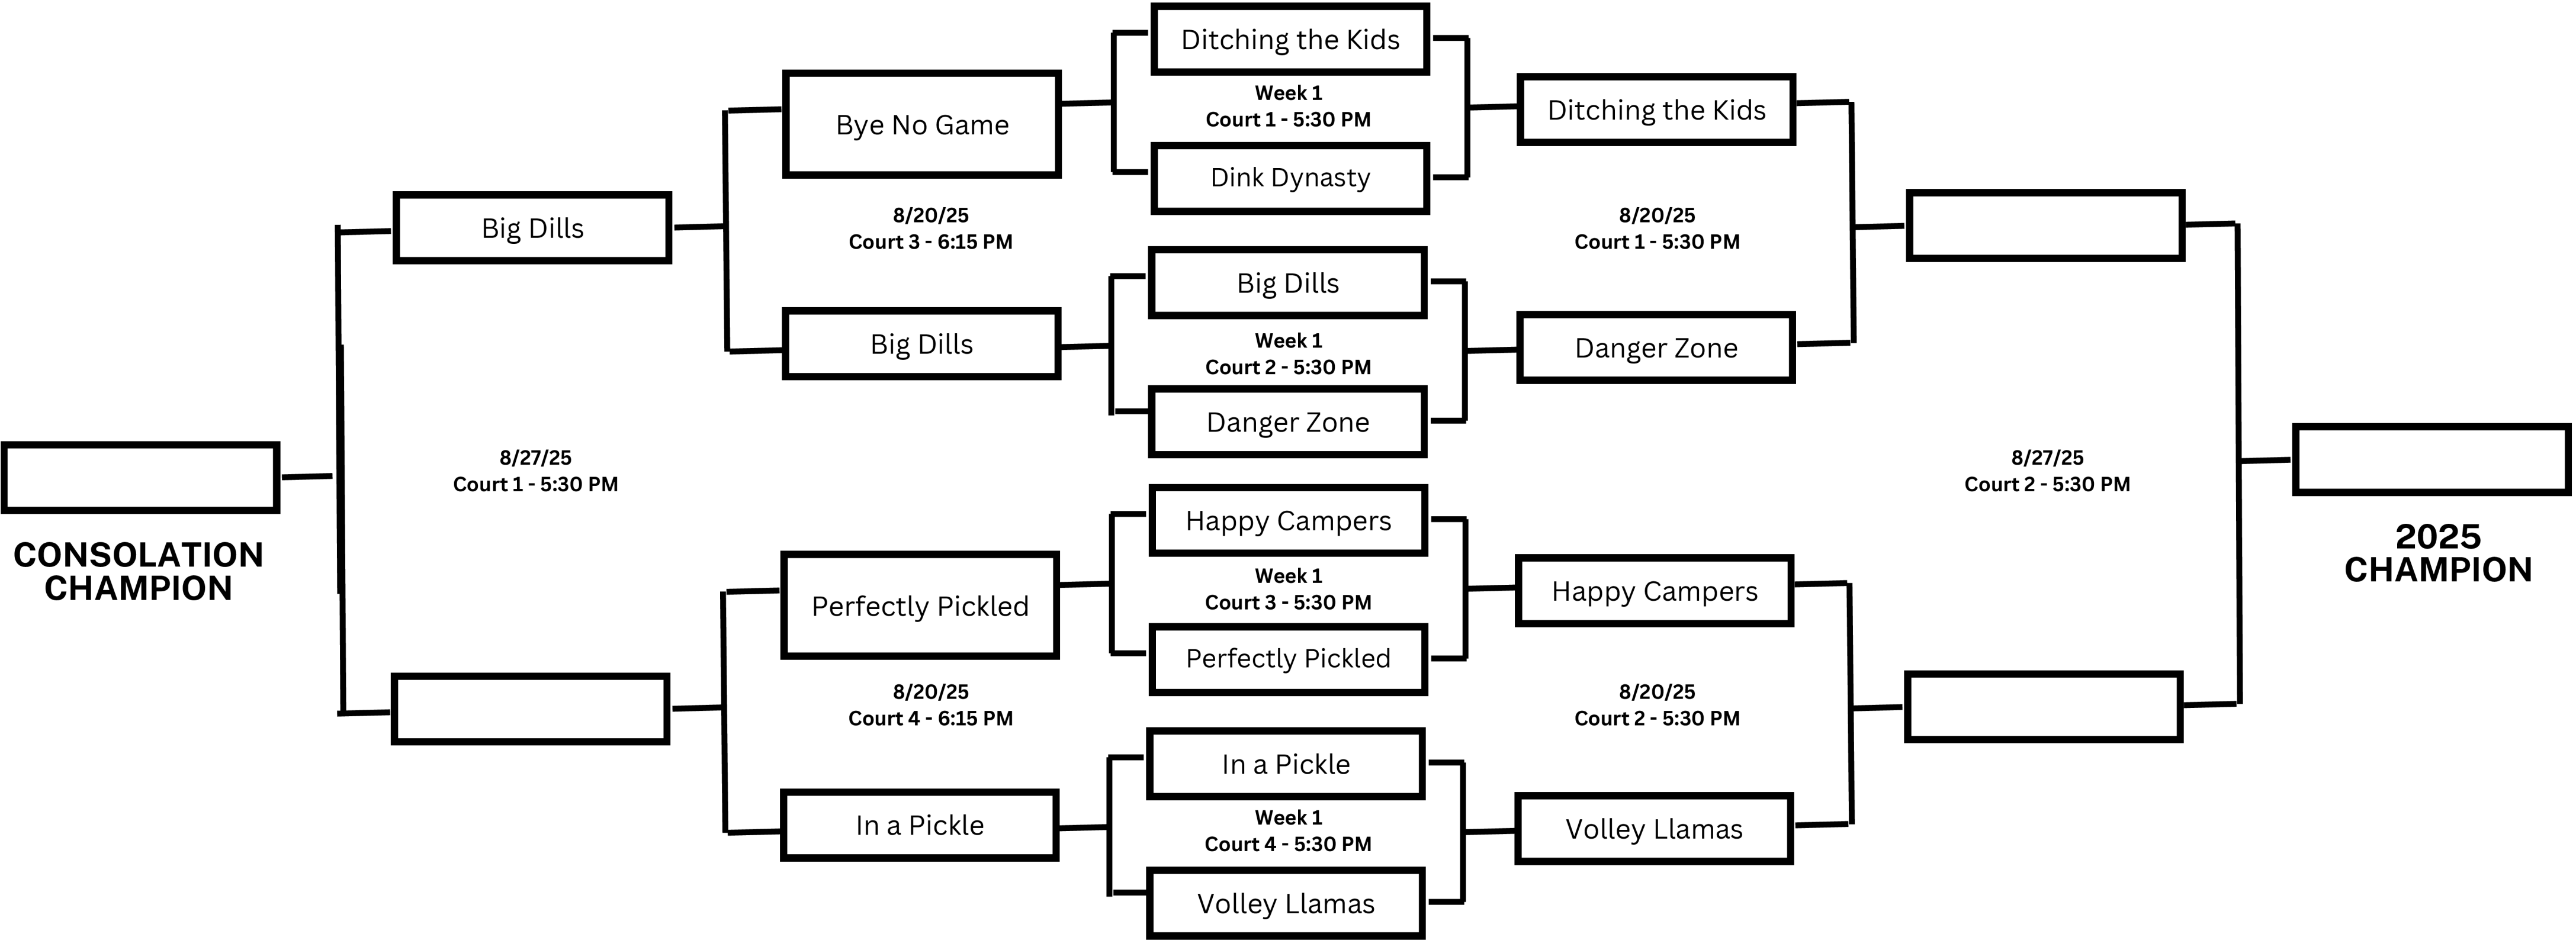 Ditching the Kids
Week 1
Court 1 - 5:30 PM
Dink Dynasty
Bye No Game
8/20/25
Court 3 - 6:15 PM
Big Dills
Big Dills
Big Dills
Week 1
Court 2 - 5:30 PM
Danger Zone
Ditching the Kids
8/20/25
Court 1 - 5:30 PM
Danger Zone
8/27/25
Court 1 - 5:30 PM
CONSOLATION
CHAMPION
Happy Campers
Week 1
Court 3 - 5:30 PM
Perfectly Pickled
Perfectly Pickled
8/20/25
Court 4 - 6:15 PM
In a Pickle
In a Pickle
Week 1
Court 4 - 5:30 PM
Volley Llamas
Happy Campers
8/20/25
Court 2 - 5:30 PM
Volley Llamas
8/27/25
Court 2 - 5:30 PM
2025
CHAMPION